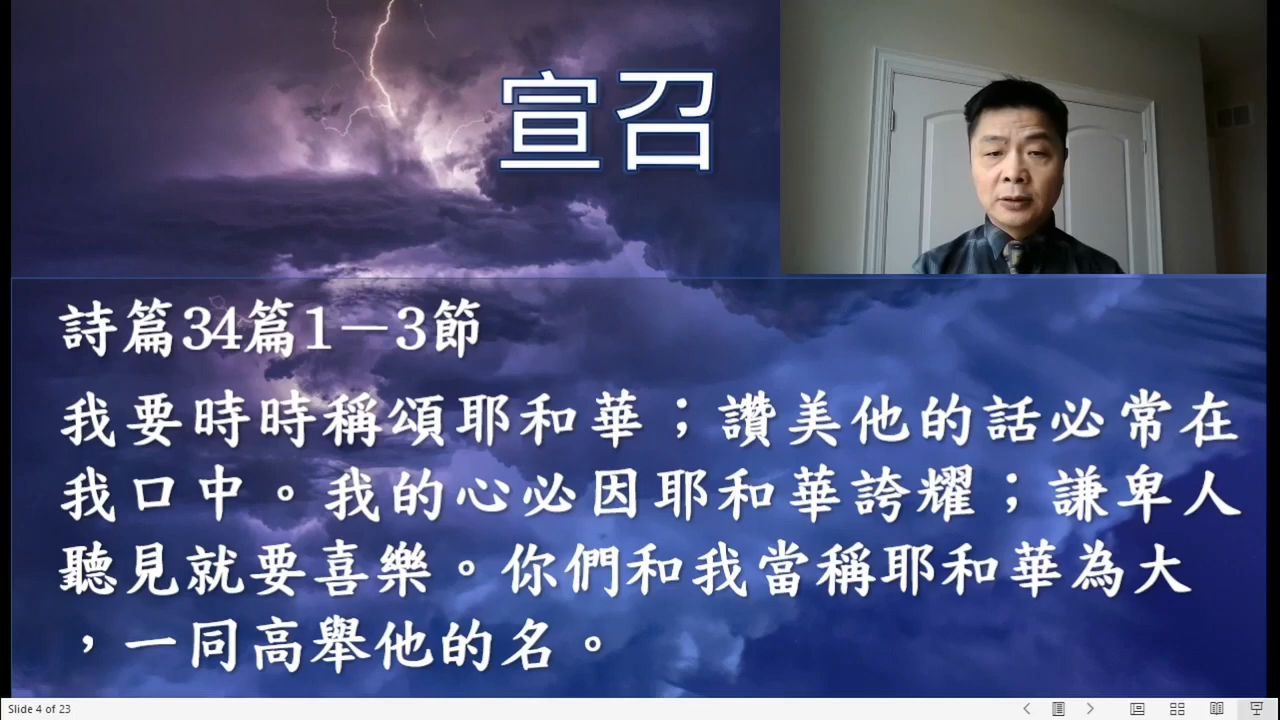 宣召
詩篇34篇1－3節
我要時時稱頌耶和華；讚美他的話必常在
我口中。我的心必因耶和華誇耀；謙卑人
聽見就要喜樂。你們和我當稱耶和華為大
，一同高舉他的名。
Slide 4 of 23